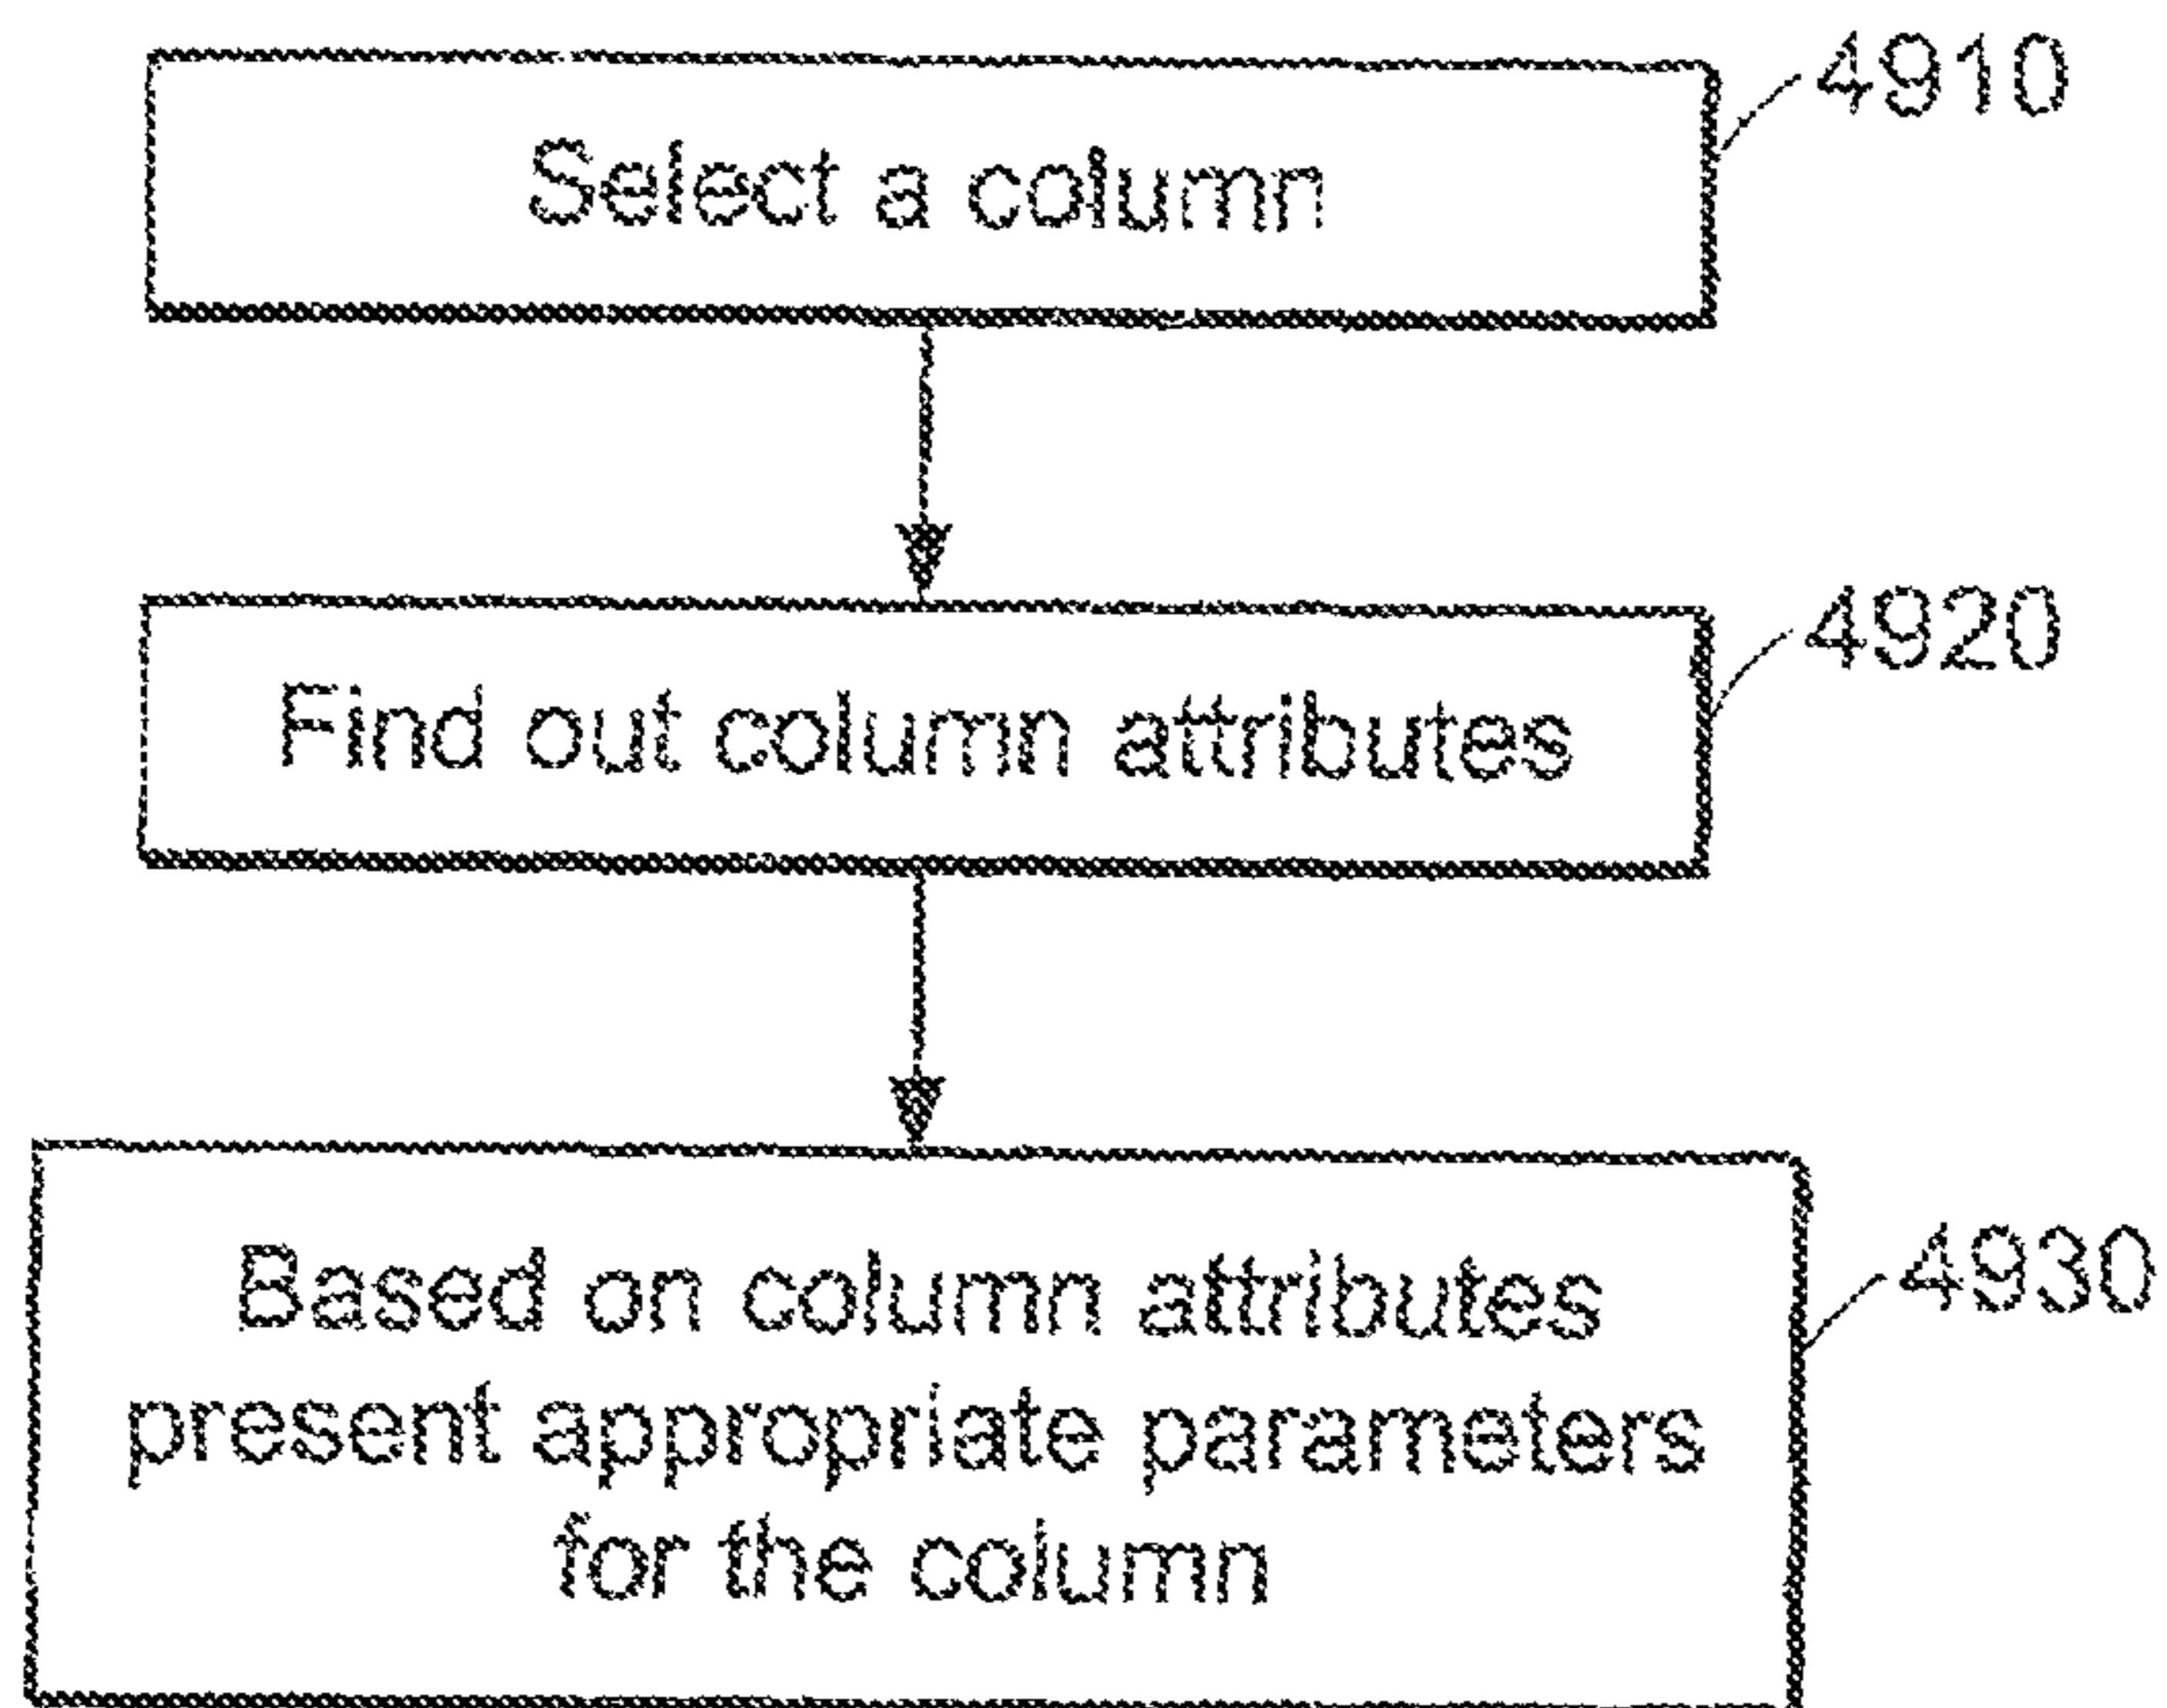 4910
Select a column
4920
Find out column attributes
4930
Based on column attributes
present appropriate parameters
for the column